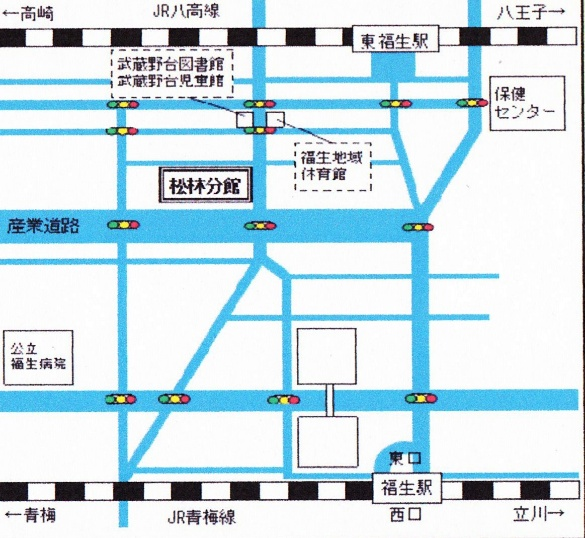 ←高崎
JR八高線
八王子→
東福生駅
武蔵野台図書館
武蔵野台児童館
保健
センター
福生地域
体育館
松林分館
産業道路
公立
福生病院
東口
福生駅
←青梅
JR青梅線
西口
立川→